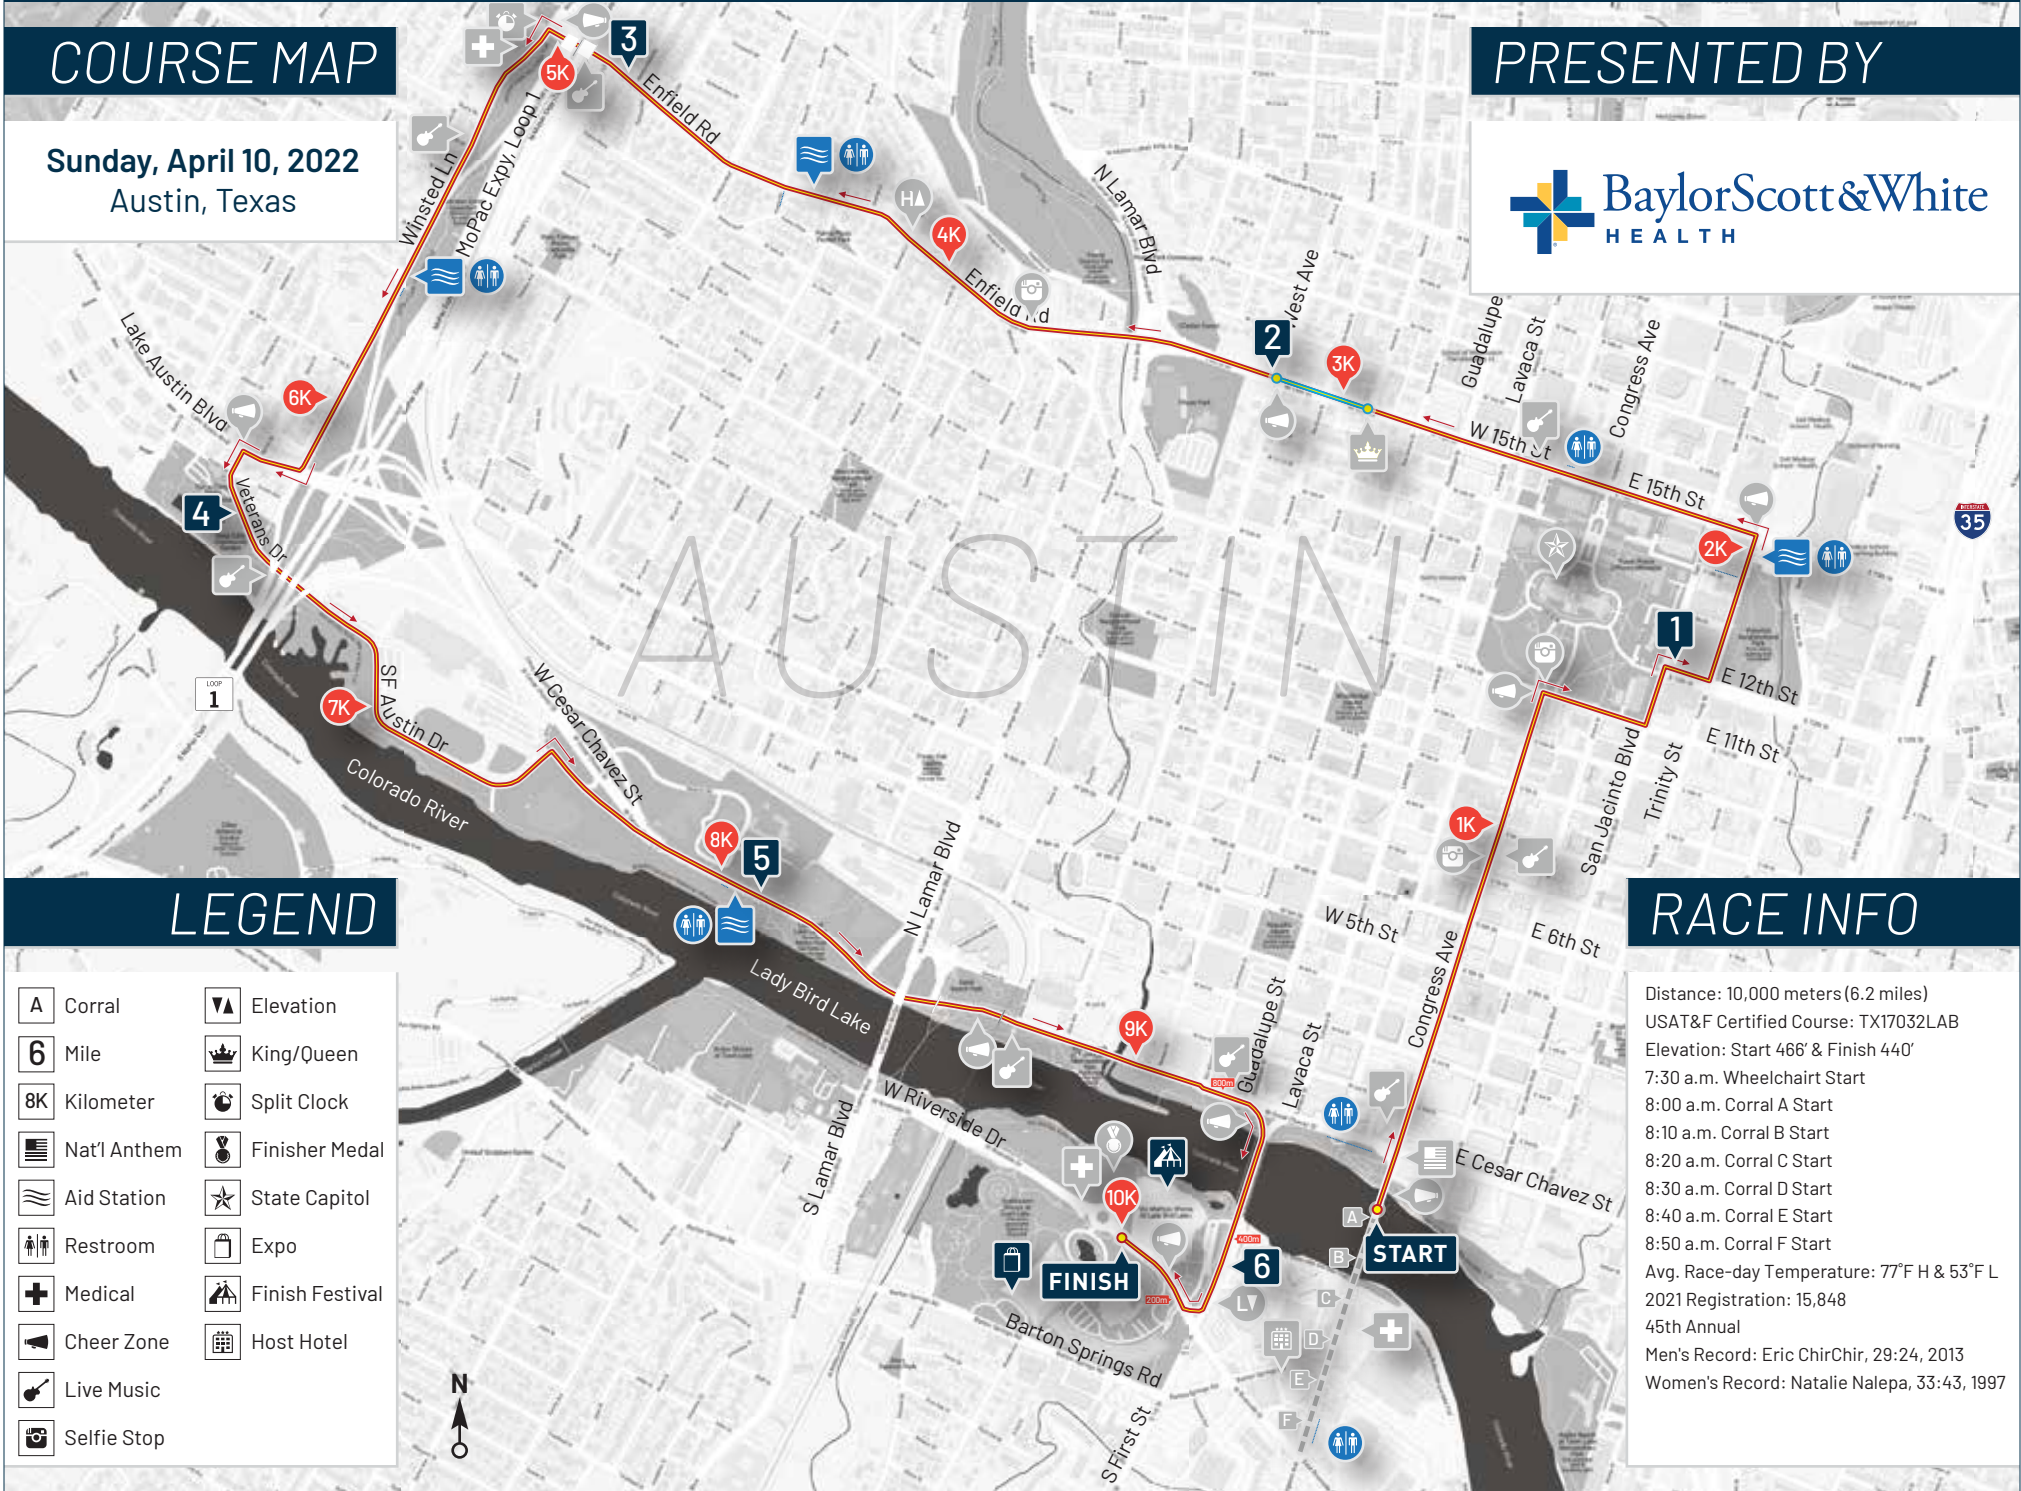 COURSE MAP
Sunday, April 10, 2022
Austin, Texas
PRESENTED BY
BaylorScott&White
HEALTH
3
5K
Enfield Rd
Winsted Ln
MoPac Expy, Loop 1
H
4K
Enfield Rd
N Lamar Blvd
West Ave
2
3K
Guadalupe
Lavaca St
Congress Ave
W 15th St
E 15th St
INTERSTATE
35
2K
1
E 12th St
E 11th St
San Jacinto Blvd
Trinity St
Lake Austin Blvd
6K
4
Veterans Dr
LOOP
1
7K
SF Austin Dr
W Cesar Chavez St
Colorado River
AUSTIN
8K
5
N Lamar Blvd
Lady Bird Lake
1K
W 5th St
E 6th St
Congress Ave
9K
800m
Guadalupe St
Lavaca St
W Riverside Dr
S Lamar Blvd
E Cesar Chavez St
10K
FINISH
400m
6
200m
L
Barton Springs Rd
S First St
START
A
B
C
D
E
F
LEGEND
A Corral
6 Mile
8K Kilometer
Nat'l Anthem
Aid Station
Restroom
Medical
Cheer Zone
Live Music
Selfie Stop
Elevation
King/Queen
Split Clock
Finisher Medal
State Capitol
Expo
Finish Festival
Host Hotel
N
RACE INFO
Distance: 10,000 meters (6.2 miles)
USAT&F Certified Course: TX17032LAB
Elevation: Start 466' & Finish 440'
7:30 a.m. Wheelchairt Start
8:00 a.m. Corral A Start
8:10 a.m. Corral B Start
8:20 a.m. Corral C Start
8:30 a.m. Corral D Start
8:40 a.m. Corral E Start
8:50 a.m. Corral F Start
Avg. Race-day Temperature: 77°F H & 53°F L
2021 Registration: 15,848
45th Annual
Men's Record: Eric ChirChir, 29:24, 2013
Women's Record: Natalie Nalepa, 33:43, 1997